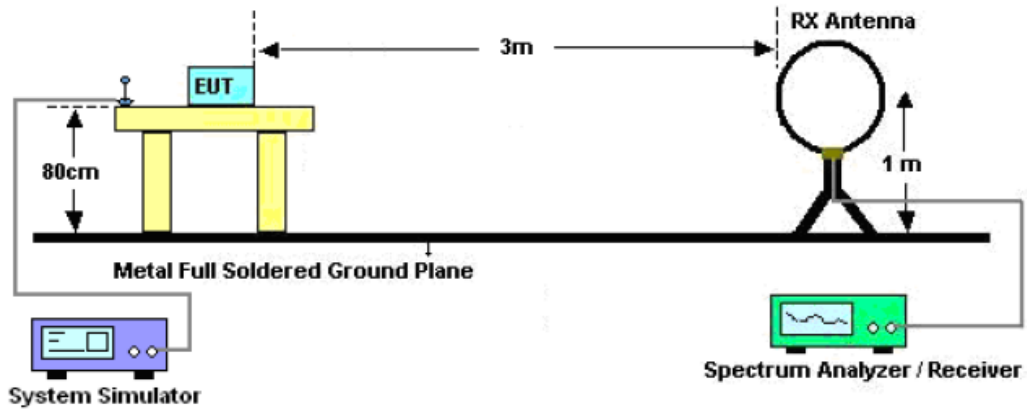 RX Antenna
3m
EUT
80cm
1 m
Metal Full Soldered Ground Plane
Spectrum Analyzer / Receiver
System Simulator